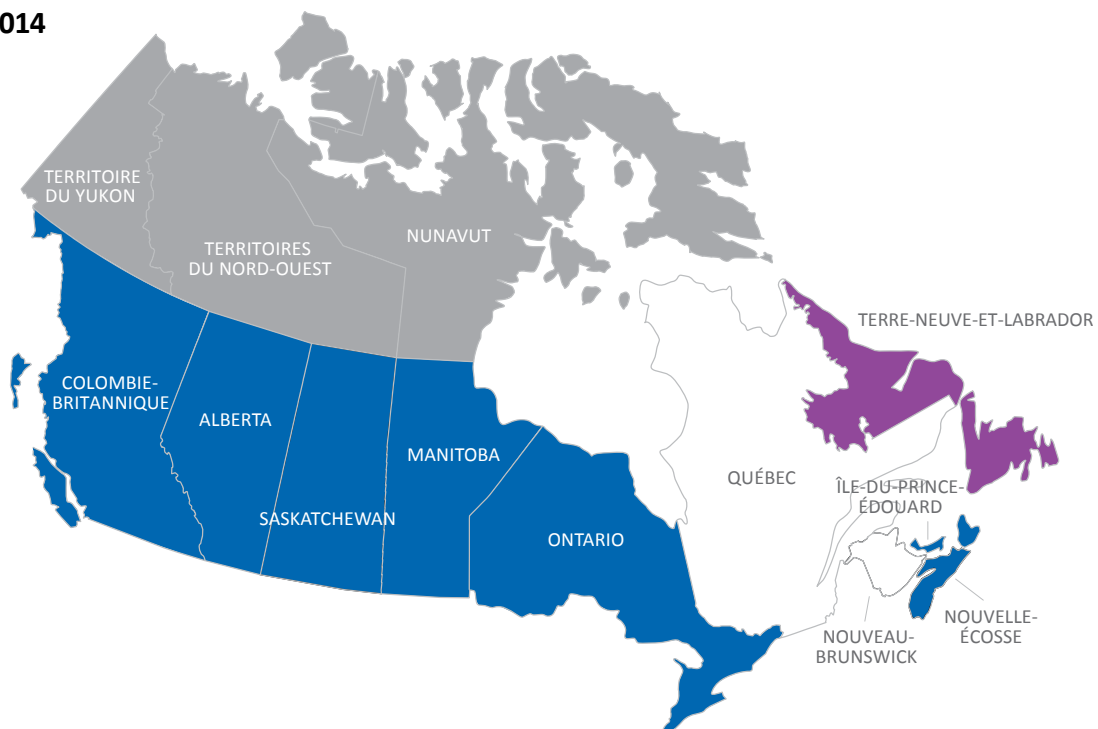 014
TERRITOIRE
DU YUKON
TERRITOIRES
DU NORD-OUEST
NUNAVUT
TERRE-NEUVE-ET-LABRADOR
COLOMBIE-
BRITANNIQUE
ALBERTA
MANITOBA
SASKATCHEWAN
ONTARIO
QUÉBEC
ÎLE-DU-PRINCE-
ÉDOUARD
NOUVELLE-
ÉCOSSE
NOUVEAU-
BRUNSWICK